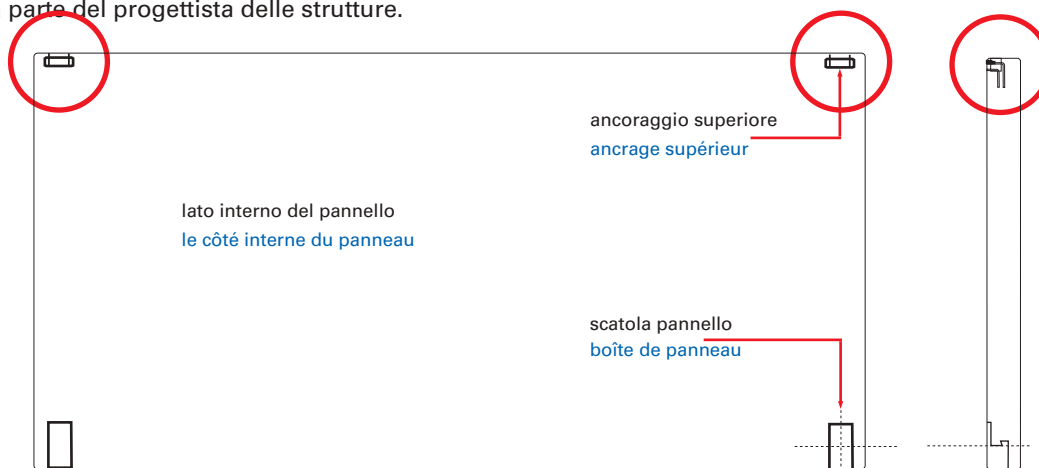 parte del progettista delle strutture.
ancoraggio superiore
ancrage supérieur
lato interno del pannello
le côté interne du panneau
scatola pannello
boîte de panneau